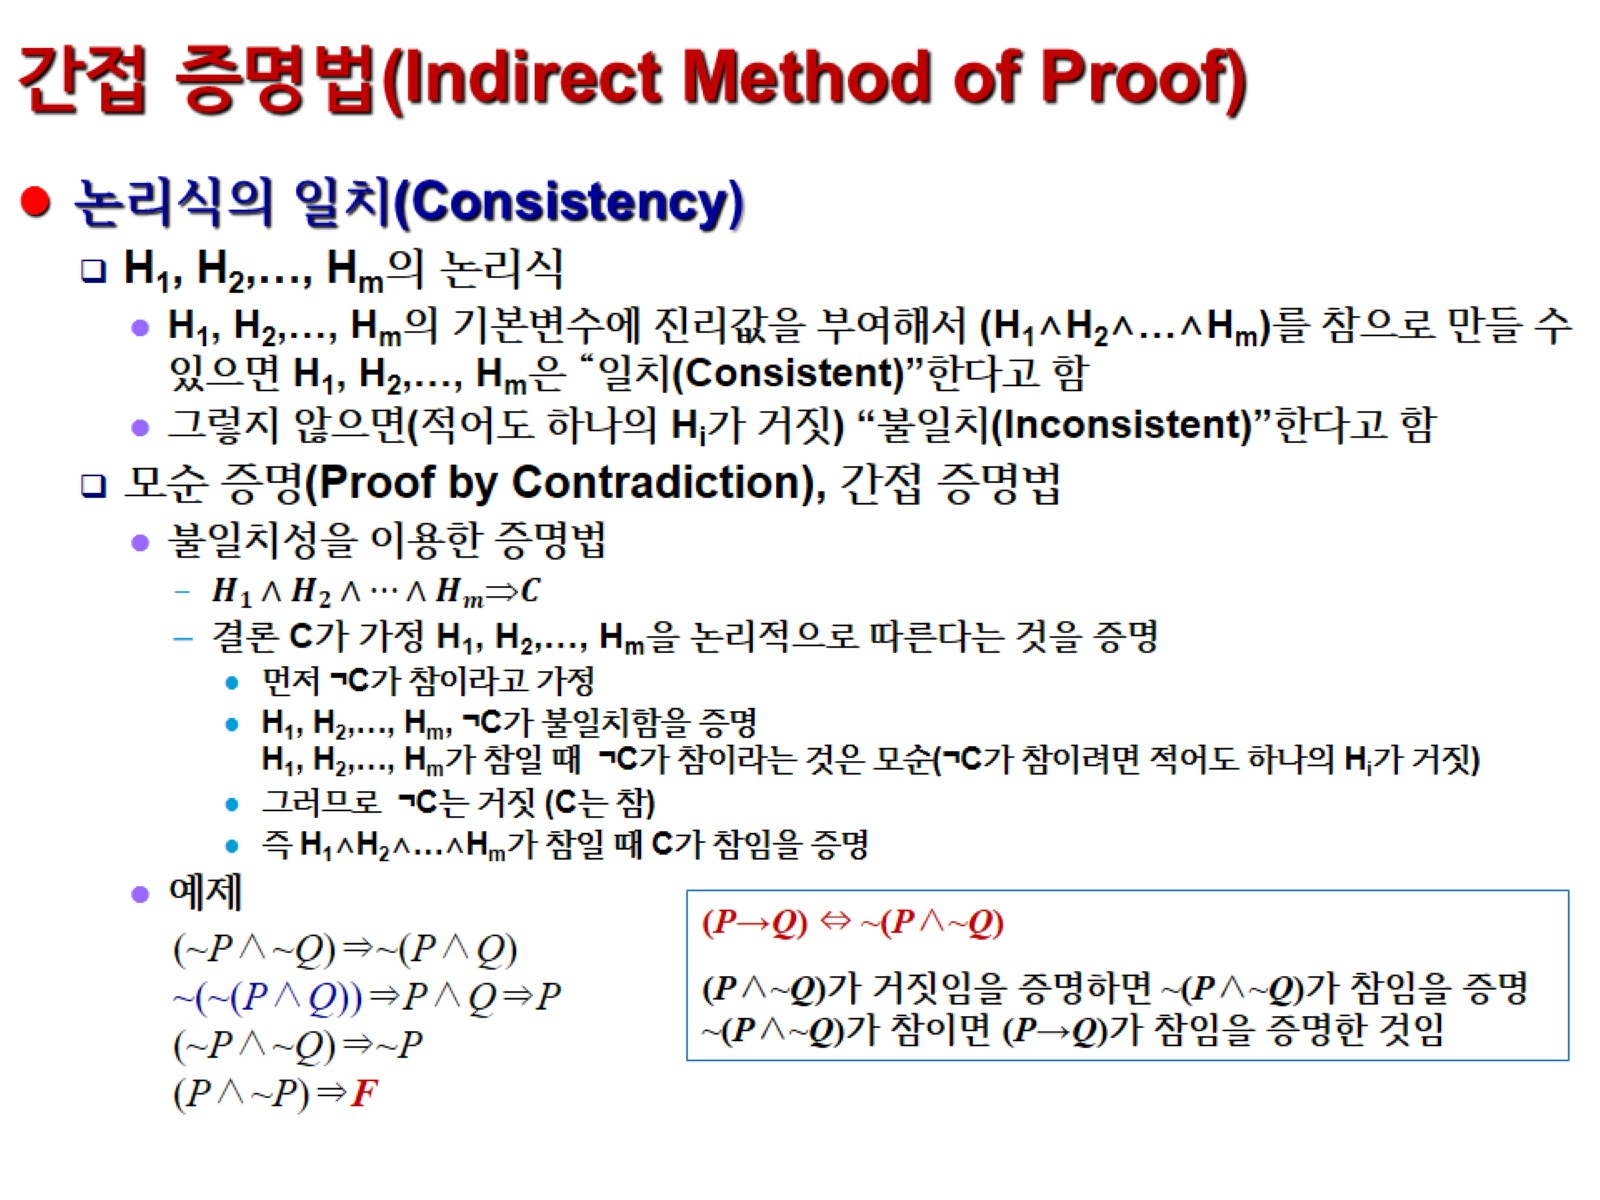 간접 증명법(Indirect Method of Proof)
● 논리식의 일치(Consistency)
❑ H₁, H₂,…, Hₘ의 논리식
● H₁, H₂,…, Hₘ의 기본변수에 진리값을 부여해서 (H₁∧H₂∧…∧Hₘ)를 참으로 만들 수
있으면 H₁, H₂,…, Hₘ은 “일치(Consistent)”한다고 함
● 그렇지 않으면(적어도 하나의 Hᵢ가 거짓) “불일치(Inconsistent)”한다고 함
❑ 모순 증명(Proof by Contradiction), 간접 증명법
● 불일치성을 이용한 증명법
– H₁ ∧ H₂ ∧ ⋯ ∧ Hₘ⇒C
– 결론 C가 가정 H₁, H₂,…, Hₘ을 논리적으로 따른다는 것을 증명
● 먼저 ¬C가 참이라고 가정
● H₁, H₂,…, Hₘ, ¬C가 불일치함을 증명
H₁, H₂,…, Hₘ가 참일 때 ¬C가 참이라는 것은 모순(¬C가 참이려면 적어도 하나의 Hᵢ가 거짓)
● 그러므로 ¬C는 거짓 (C는 참)
● 즉 H₁∧H₂∧…∧Hₘ가 참일 때 C가 참임을 증명
● 예제
(~P∧~Q)⇒~(P∧Q)
~(~(P∧Q))⇒P∧Q⇒P
(~P∧~Q)⇒~P
(P∧~P)⇒F
(P→Q) ⇔ ~(P∧~Q)
(P∧~Q)가 거짓임을 증명하면 ~(P∧~Q)가 참임을 증명
~(P∧~Q)가 참이면 (P→Q)가 참임을 증명한 것임